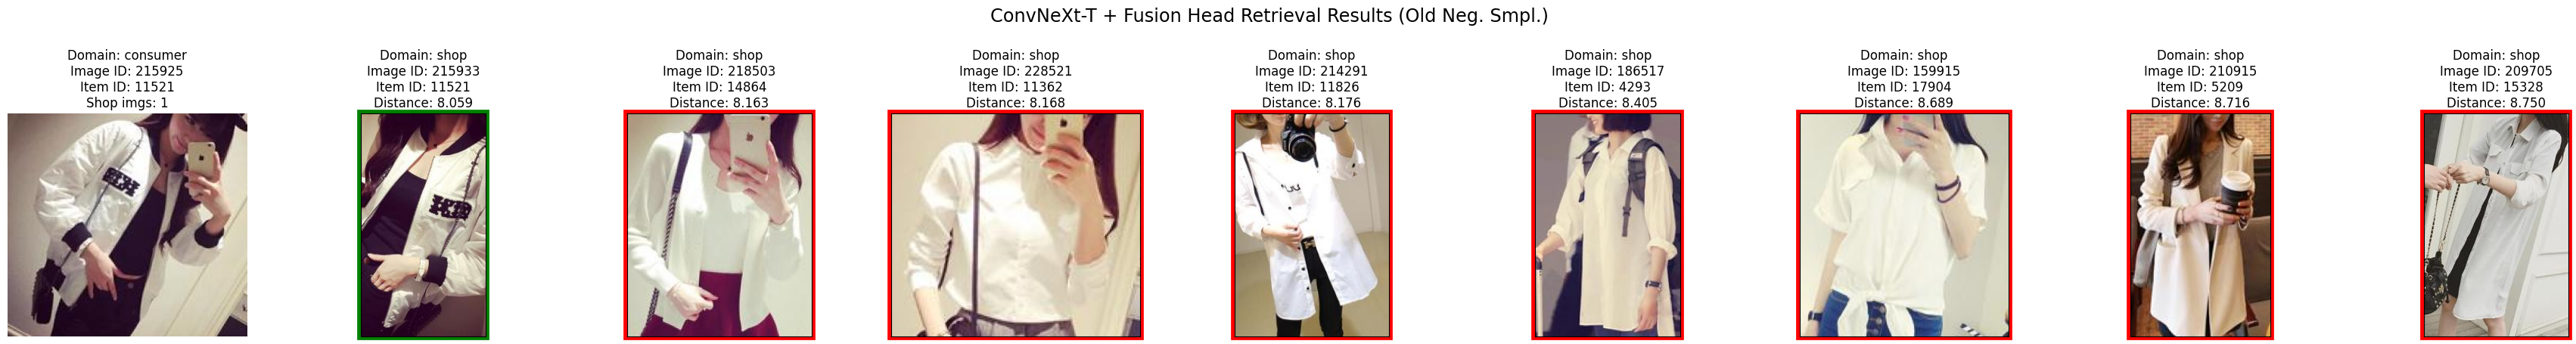 ConvNeXt-T + Fusion Head Retrieval Results (Old Neg. Smpl.)
Domain: consumer
Image ID: 215925
Item ID: 11521
Shop imgs: 1
Domain: shop
Image ID: 215933
Item ID: 11521
Distance: 8.059
Domain: shop
Image ID: 218503
Item ID: 14864
Distance: 8.163
Domain: shop
Image ID: 228521
Item ID: 11362
Distance: 8.168
Domain: shop
Image ID: 214291
Item ID: 11826
Distance: 8.176
Domain: shop
Image ID: 186517
Item ID: 4293
Distance: 8.405
Domain: shop
Image ID: 159915
Item ID: 17904
Distance: 8.689
Domain: shop
Image ID: 210915
Item ID: 5209
Distance: 8.716
Domain: shop
Image ID: 209705
Item ID: 15328
Distance: 8.750